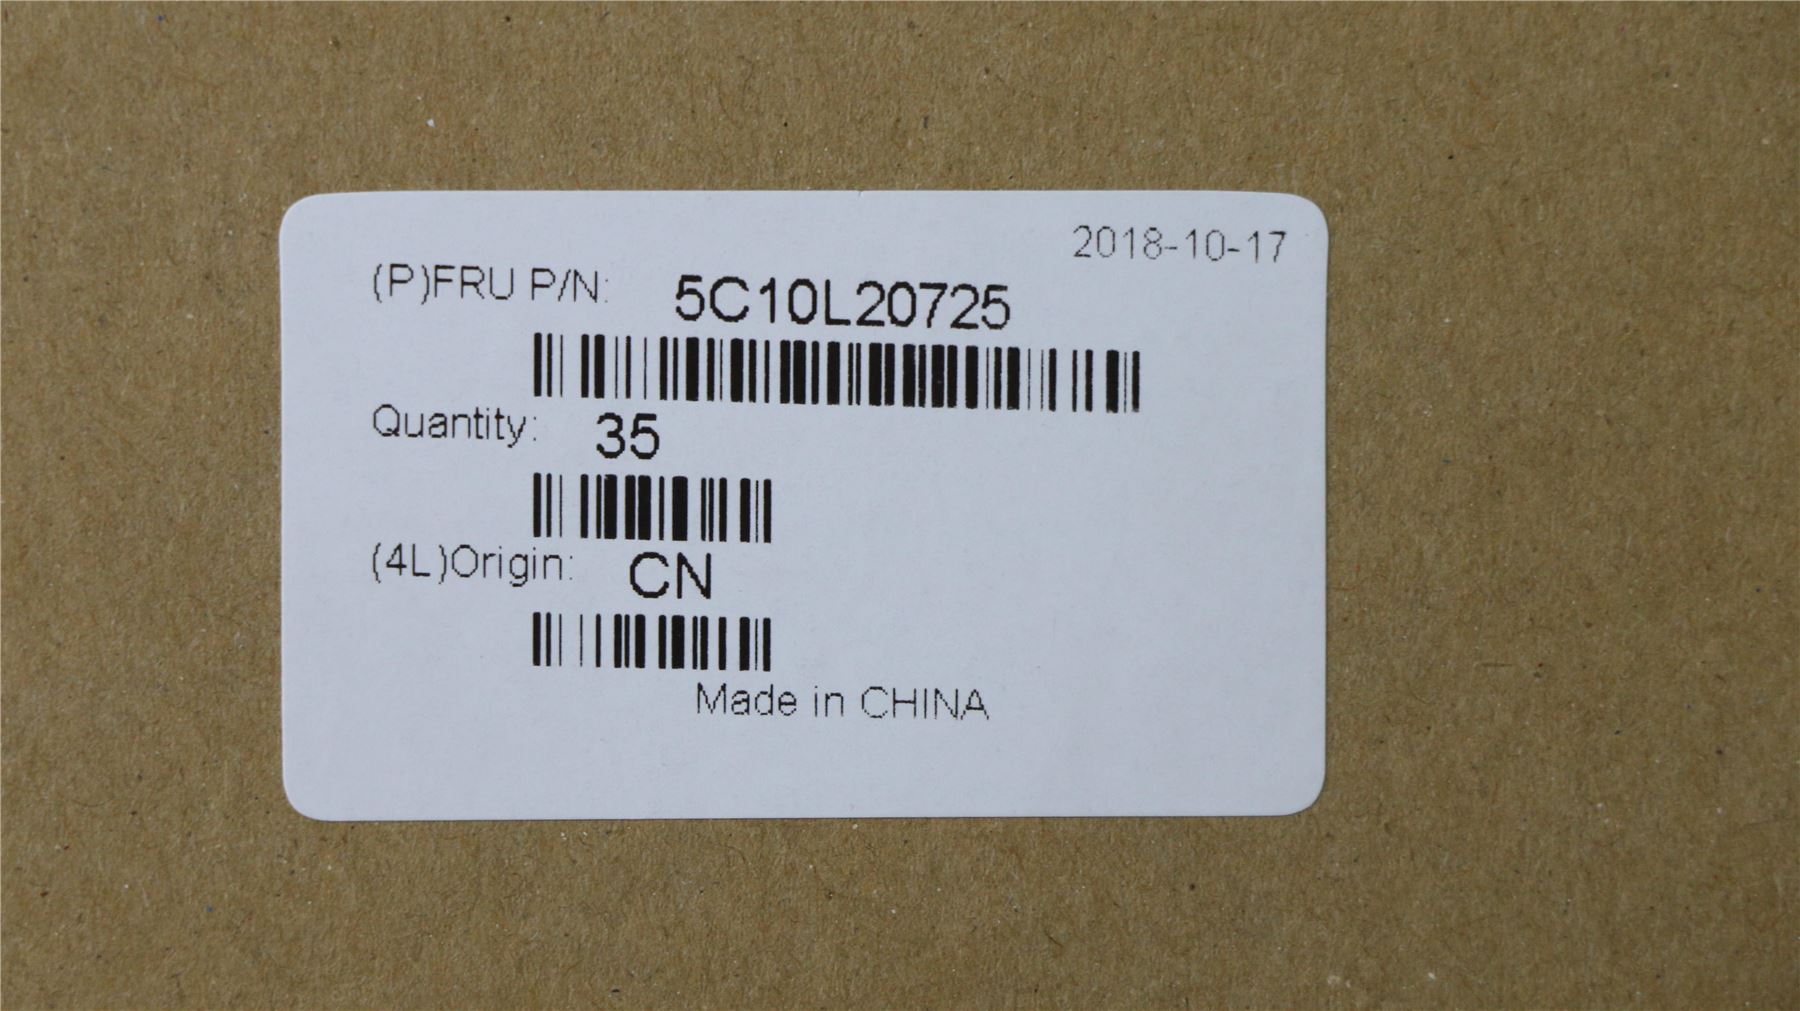 2018-10-17
(P)FRU P/N: 5C10L20725
Quantity: 35
(4L)Origin: CN
Made in CHINA